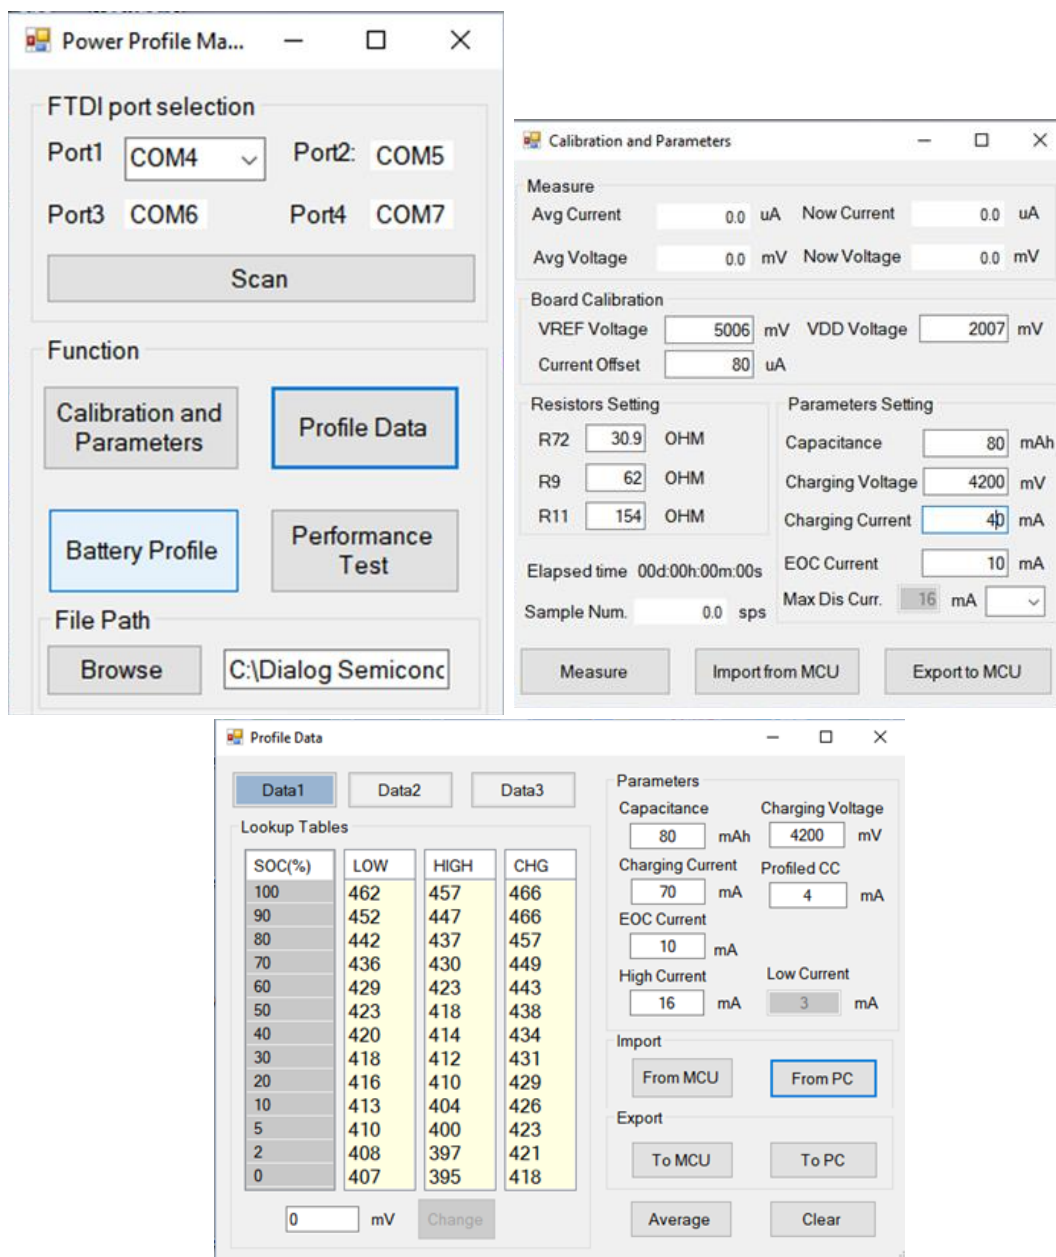 Power Profile Ma...
FTDI port selection
Port1 COM4 Port2: COM5
Port3 COM6 Port4 COM7
Scan
Function
Calibration and Parameters
Profile Data
Battery Profile
Performance Test
File Path
Browse C:\Dialog Semiconc
Calibration and Parameters
Measure
Avg Current 0.0 uA Now Current 0.0 uA
Avg Voltage 0.0 mV Now Voltage 0.0 mV
Board Calibration
VREF Voltage 5006 mV VDD Voltage 2007 mV
Current Offset 80 uA
Resistors Setting
R72 30.9 OHM
R9 62 OHM
R11 154 OHM
Parameters Setting
Capacitance 80 mAh
Charging Voltage 4200 mV
Charging Current 40 mA
EOC Current 10 mA
Max Dis Curr. 16 mA
Elapsed time 00d:00h:00m:00s
Sample Num. 0.0 sps
Measure Import from MCU Export to MCU
Profile Data
Data1 Data2 Data3
Lookup Tables
SOC(%) LOW HIGH CHG
100 462 457 466
90 452 447 466
80 442 437 457
70 436 430 449
60 429 423 443
50 423 418 438
40 420 414 434
30 418 412 431
20 416 410 429
10 413 404 426
5 410 400 423
2 408 397 421
0 407 395 418
0 mV Change
Parameters
Capacitance Charging Voltage
80 mAh 4200 mV
Charging Current Profiled CC
70 mA 4 mA
EOC Current
10 mA
High Current Low Current
16 mA 3 mA
Import
From MCU From PC
Export
To MCU To PC
Average Clear